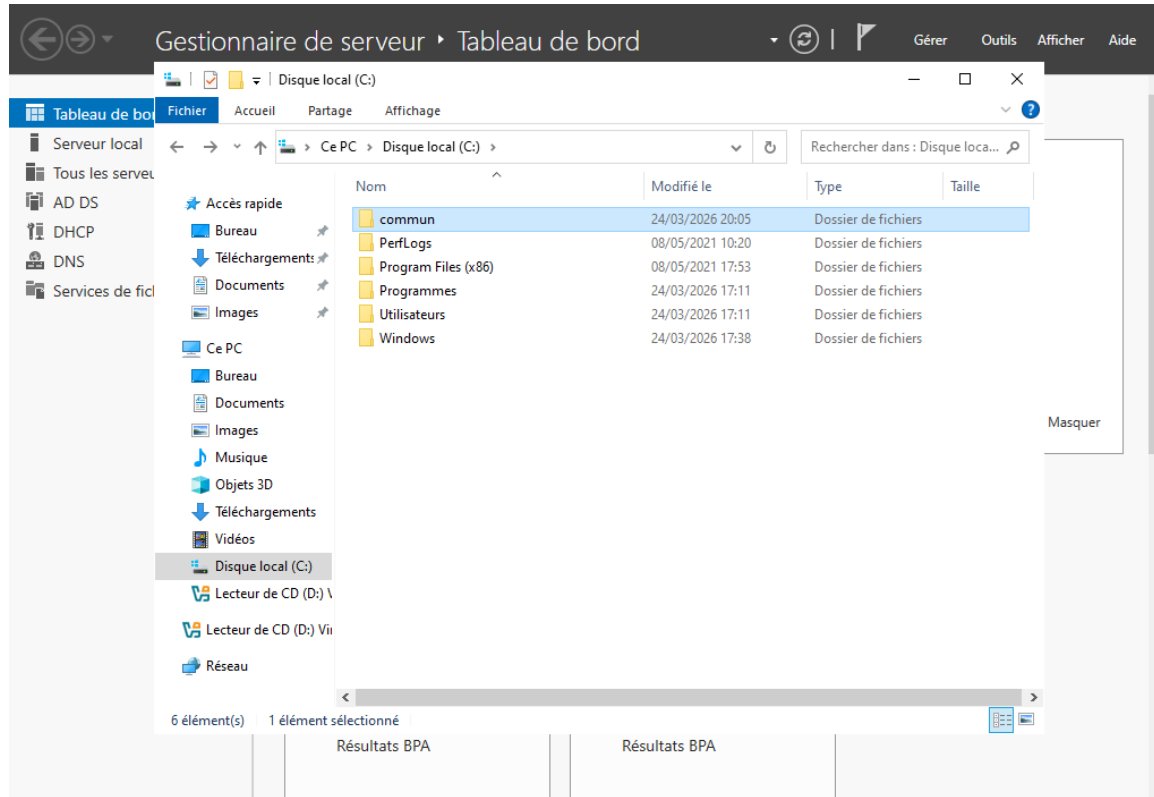 Gestionnaire de serveur ‣ Tableau de bord
Gérer Outils Afficher Aide
Disque local (C:)
Fichier Accueil Partage Affichage
Ce PC > Disque local (C:) >
Rechercher dans : Disque loca...
Tableau de bor
Serveur local
Tous les serveu
AD DS
DHCP
DNS
Services de fich
Accès rapide
Bureau
Téléchargements
Documents
Images
Ce PC
Bureau
Documents
Images
Musique
Objets 3D
Téléchargements
Vidéos
Disque local (C:)
Lecteur de CD (D:) V
Lecteur de CD (D:) Vir
Réseau
Nom Modifié le Type Taille
commun 24/03/2026 20:05 Dossier de fichiers
PerfLogs 08/05/2021 10:20 Dossier de fichiers
Program Files (x86) 08/05/2021 17:53 Dossier de fichiers
Programmes 24/03/2026 17:11 Dossier de fichiers
Utilisateurs 24/03/2026 17:11 Dossier de fichiers
Windows 24/03/2026 17:38 Dossier de fichiers
Masquer
6 élément(s) 1 élément sélectionné
Résultats BPA Résultats BPA